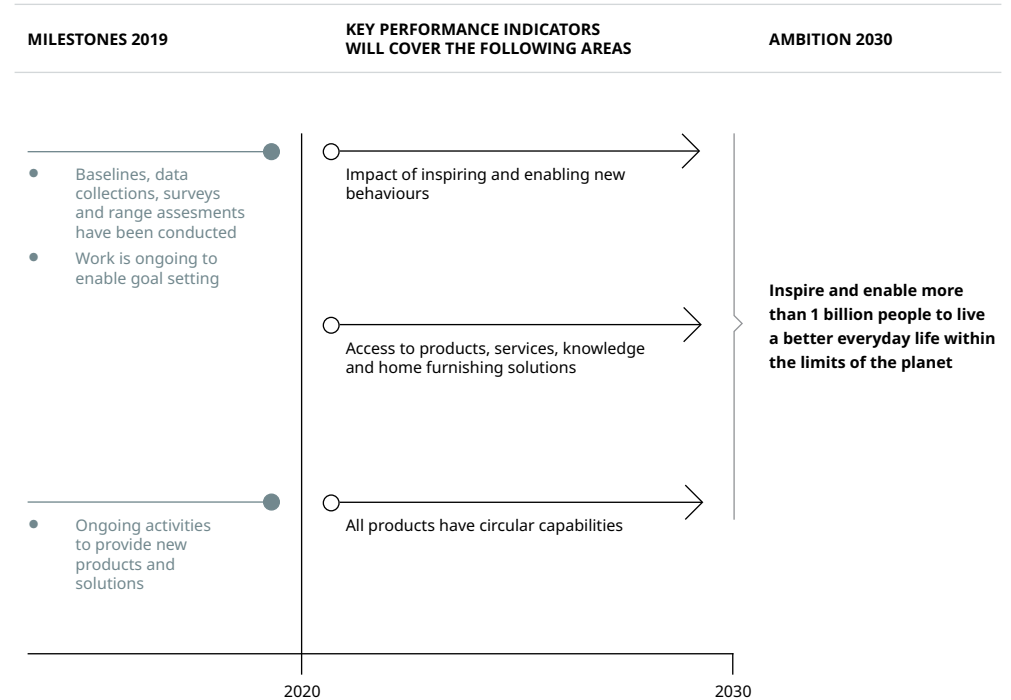 MILESTONES 2019
KEY PERFORMANCE INDICATORS
WILL COVER THE FOLLOWING AREAS
AMBITION 2030
Baselines, data
collections, surveys
and range assesments
have been conducted
Work is ongoing to
enable goal setting
Impact of inspiring and enabling new
behaviours
Access to products, services, knowledge
and home furnishing solutions
Inspire and enable more
than 1 billion people to live
a better everyday life within
the limits of the planet
Ongoing activities
to provide new
products and
solutions
All products have circular capabilities
2020
2030